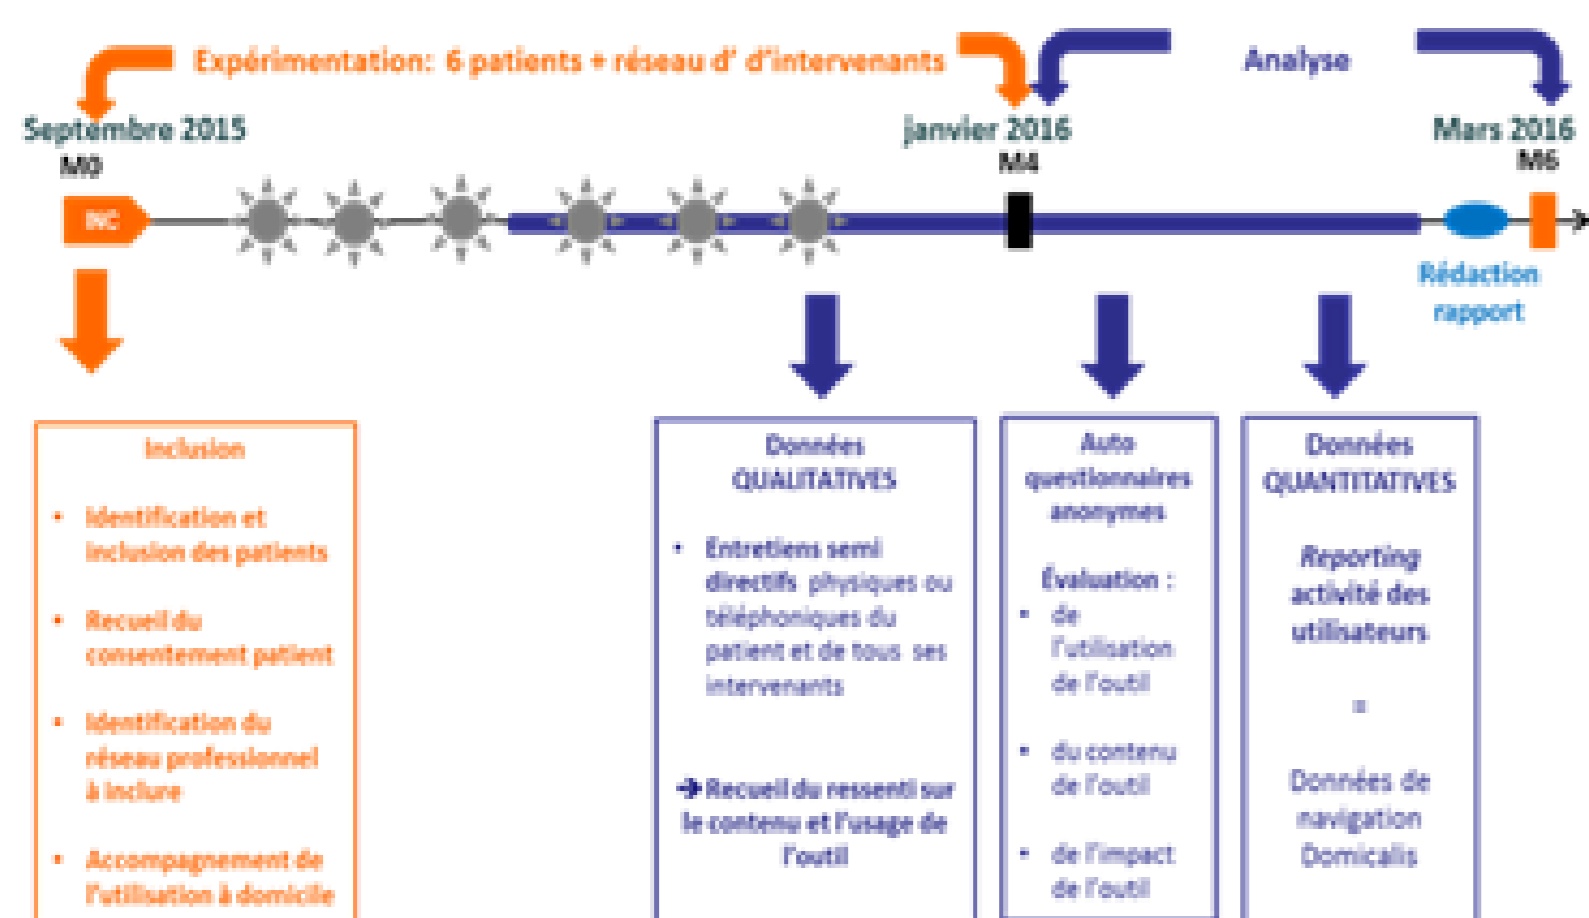 Expérimentation: 6 patients + réseau d' d'intervenants
Analyse
Septembre 2015
janvier 2016
Mars 2016
M0
M4
M6
INC
Rédaction
rapport
Inclusion
• Identification et
inclusion des patients
• Recueil du
consentement patient
• Identification du
réseau professionnel
à inclure
• Accompagnement de
l'utilisation à domicile
Données
QUALITATIVES
• Entretiens semi
directifs physiques ou
téléphoniques du
patient et de tous ses
intervenants
→ Recueil du ressenti sur
le contenu et l'usage de
l'outil
Auto
questionnaires
anonymes
Évaluation :
• de
l'utilisation
de l'outil
• du contenu
de l'outil
• de l'impact
de l'outil
Données
QUANTITATIVES
Reporting
activité des
utilisateurs
=
Données de
navigation
Domicalis